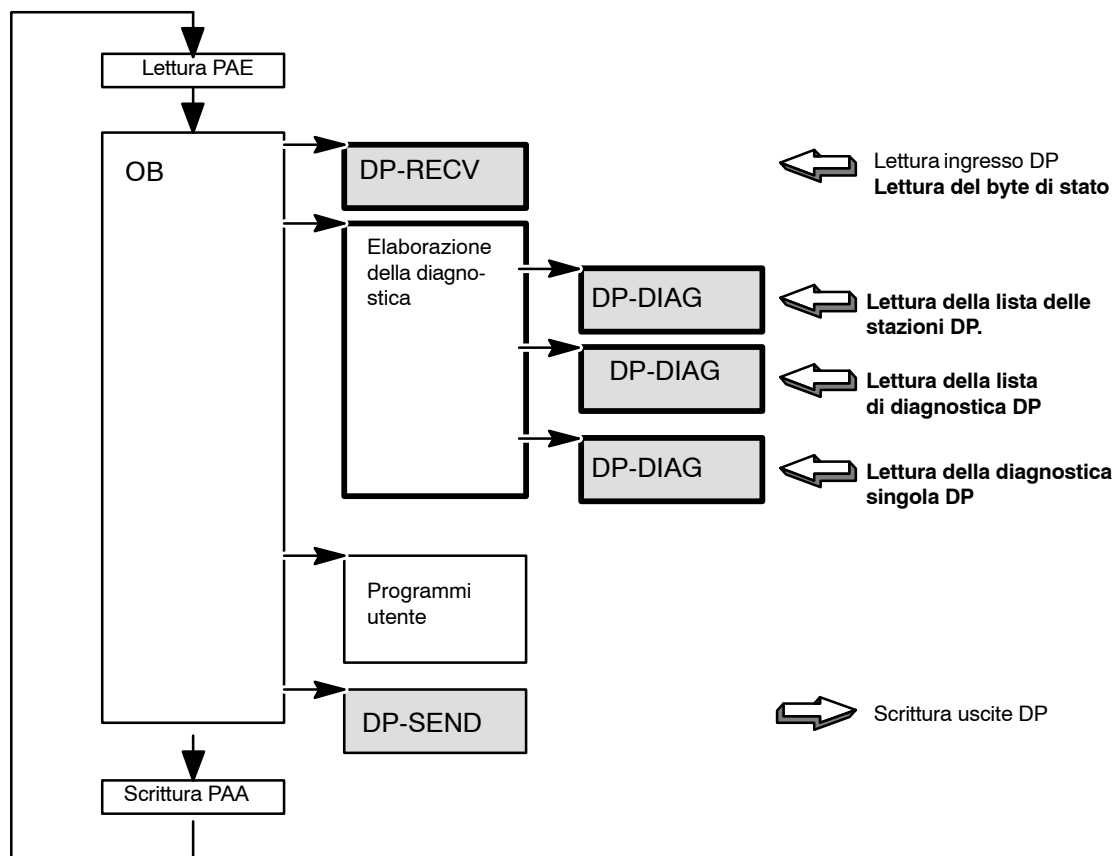 Lettura PAE
OB
DP-RECV
Lettura ingresso DP
Lettura del byte di stato
Elaborazione
della diagno-
stica
DP-DIAG
Lettura della lista delle
stazioni DP.
DP-DIAG
Lettura della lista
di diagnostica DP
DP-DIAG
Lettura della diagnostica
singola DP
Programmi
utente
DP-SEND
Scrittura uscite DP
Scrittura PAA